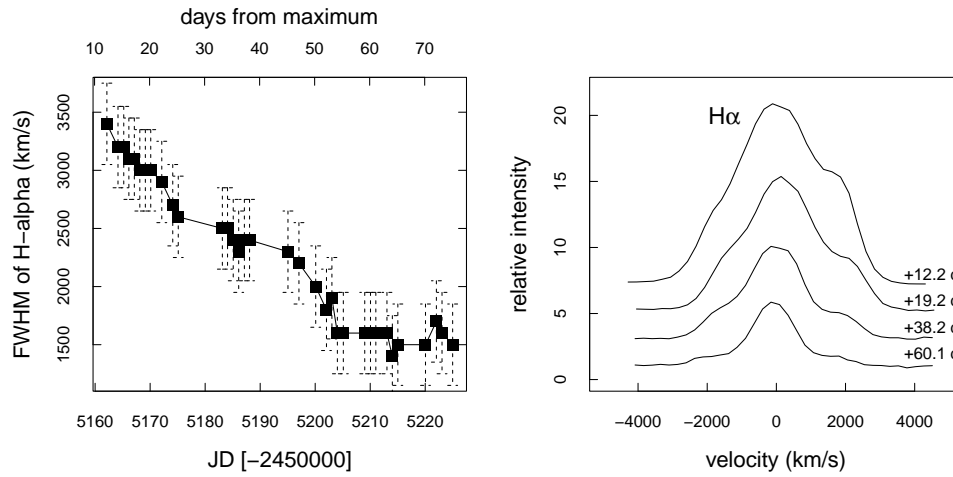 days from maximum
10 20 30 40 50 60 70
FWHM of H−alpha (km/s)
3500
3000
2500
2000
1500
5160 5170 5180 5190 5200 5210 5220
JD [−2450000]
relative intensity
20
15
10
5
0
Hα
+12.2 d
+19.2 d
+38.2 d
+60.1 d
−4000 −2000 0 2000 4000
velocity (km/s)